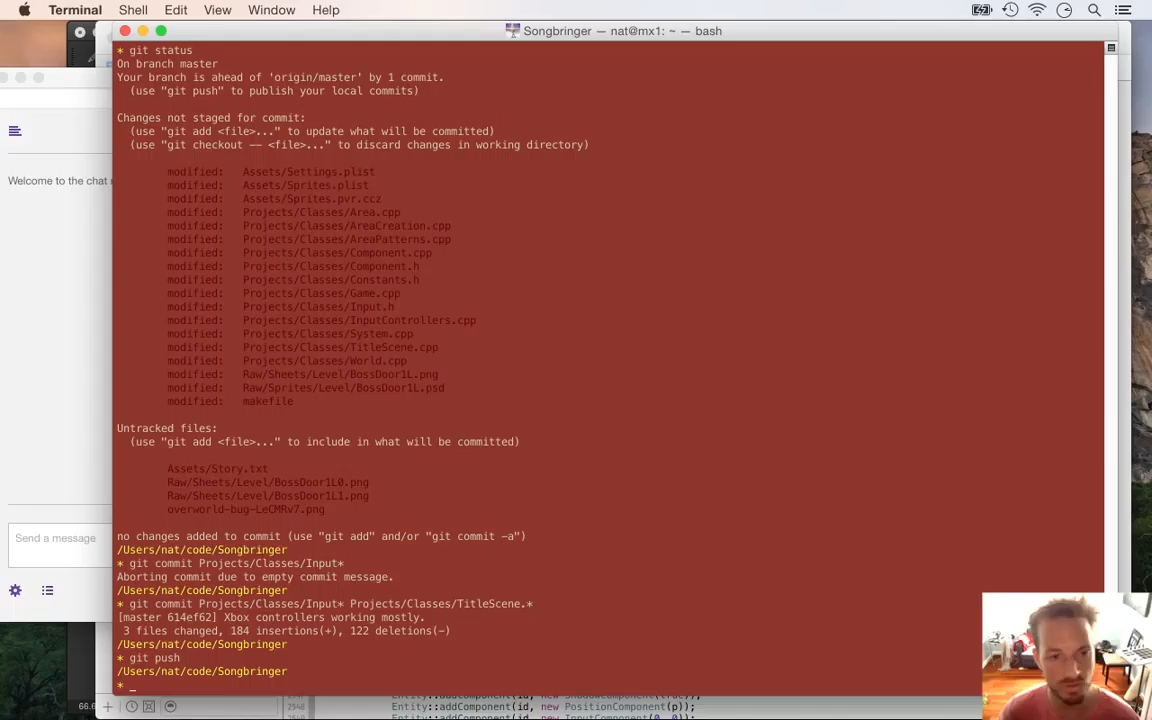 Terminal Shell Edit View Window Help
Songbringer — nat@mx1: ~ — bash
* git status
On branch master
Your branch is ahead of 'origin/master' by 1 commit.
(use "git push" to publish your local commits)
Changes not staged for commit:
(use "git add <file>..." to update what will be committed)
(use "git checkout -- <file>..." to discard changes in working directory)
modified: Assets/Settings.plist
modified: Assets/Sprites.plist
modified: Assets/Sprites.pvr.ccz
modified: Projects/Classes/Area.cpp
modified: Projects/Classes/AreaCreation.cpp
modified: Projects/Classes/AreaPatterns.cpp
modified: Projects/Classes/Component.cpp
modified: Projects/Classes/Component.h
modified: Projects/Classes/Constants.h
modified: Projects/Classes/Game.cpp
modified: Projects/Classes/Input.h
modified: Projects/Classes/InputControllers.cpp
modified: Projects/Classes/System.cpp
modified: Projects/Classes/TitleScene.cpp
modified: Projects/Classes/World.cpp
modified: Raw/Sheets/Level/BossDoor1L.png
modified: Raw/Sprites/Level/BossDoor1L.psd
modified: makefile
Untracked files:
(use "git add <file>..." to include in what will be committed)
Assets/Story.txt
Raw/Sheets/Level/BossDoor1L0.png
Raw/Sheets/Level/BossDoor1L1.png
overworld-bug-LeCMRv7.png
no changes added to commit (use "git add" and/or "git commit -a")
/Users/nat/code/Songbringer
* git commit Projects/Classes/Input*
Aborting commit due to empty commit message.
/Users/nat/code/Songbringer
* git commit Projects/Classes/Input* Projects/Classes/TitleScene.*
[master 614ef62] Xbox controllers working mostly.
3 files changed, 184 insertions(+), 122 deletions(-)
/Users/nat/code/Songbringer
* git push
/Users/nat/code/Songbringer
* _
Welcome to the chat
Send a message
66.6
2548
Entity::addComponent(id, new PositionComponent(p));